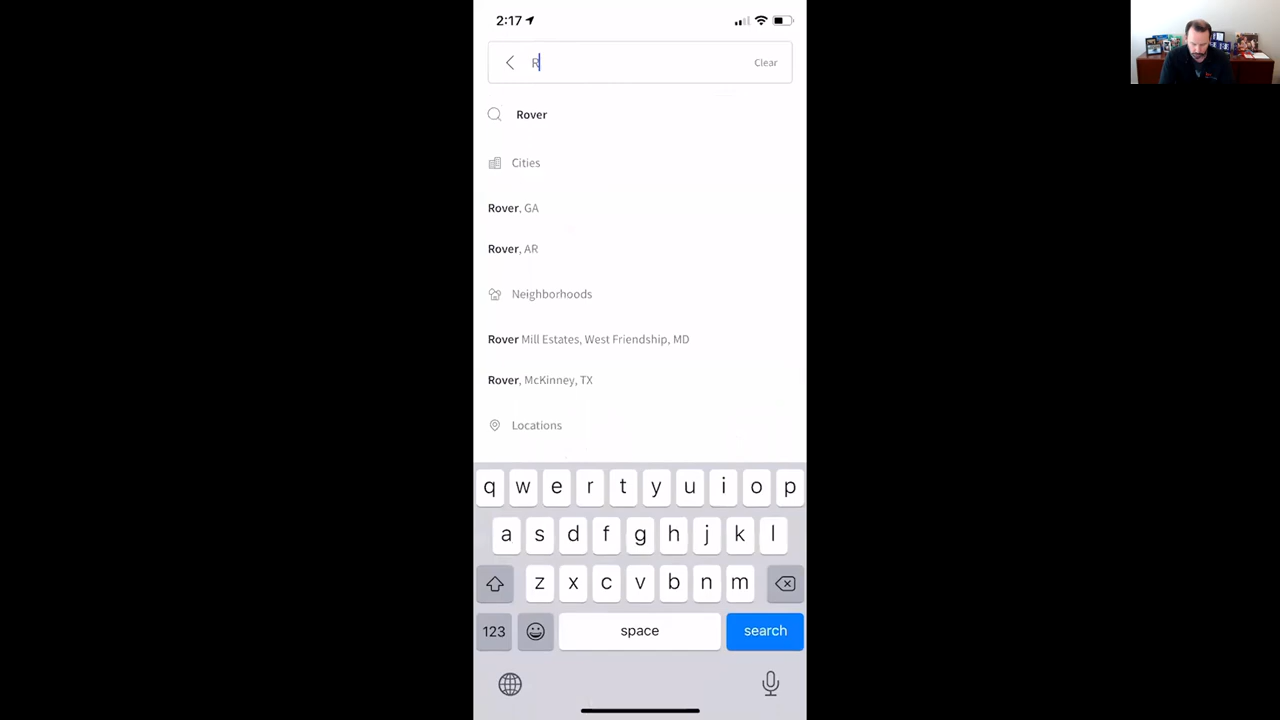 2:17
R Clear
Rover
Cities
Rover, GA
Rover, AR
Neighborhoods
Rover Mill Estates, West Friendship, MD
Rover, McKinney, TX
Locations
q w e r t y u i o p
a s d f g h j k l
z x c v b n m
123 space search